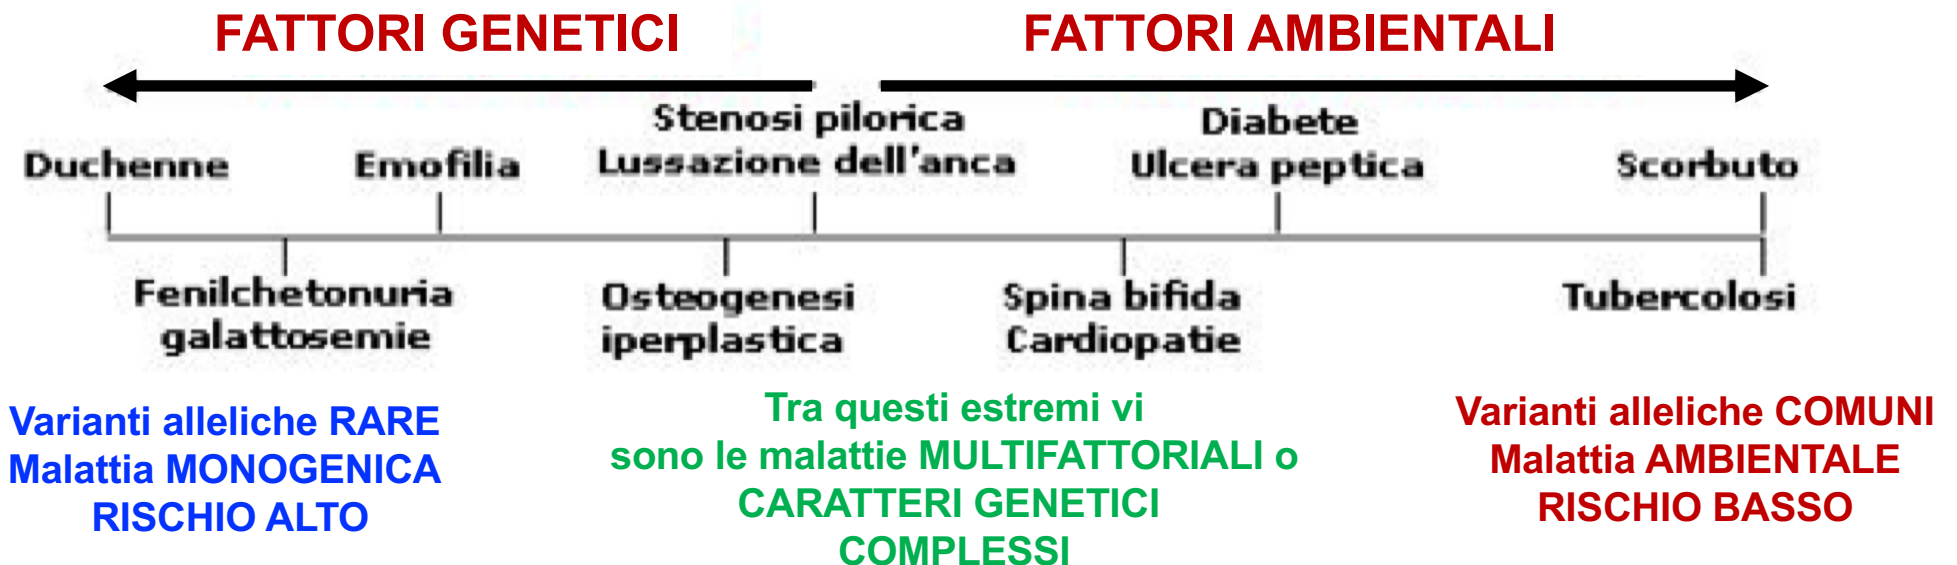 FATTORI GENETICI
FATTORI AMBIENTALI
Duchenne
Emofilia
Stenosi pilorica
Lussazione dell'anca
Diabete
Ulcera peptica
Scorbuto
Fenilchetonuria
galattosemie
Osteogenesi
iperplastica
Spina bifida
Cardiopatie
Tubercolosi
Varianti alleliche RARE
Malattia MONOGENICA
RISCHIO ALTO
Tra questi estremi vi
sono le malattie MULTIFATTORIALI o
CARATTERI GENETICI
COMPLESSI
Varianti alleliche COMUNI
Malattia AMBIENTALE
RISCHIO BASSO